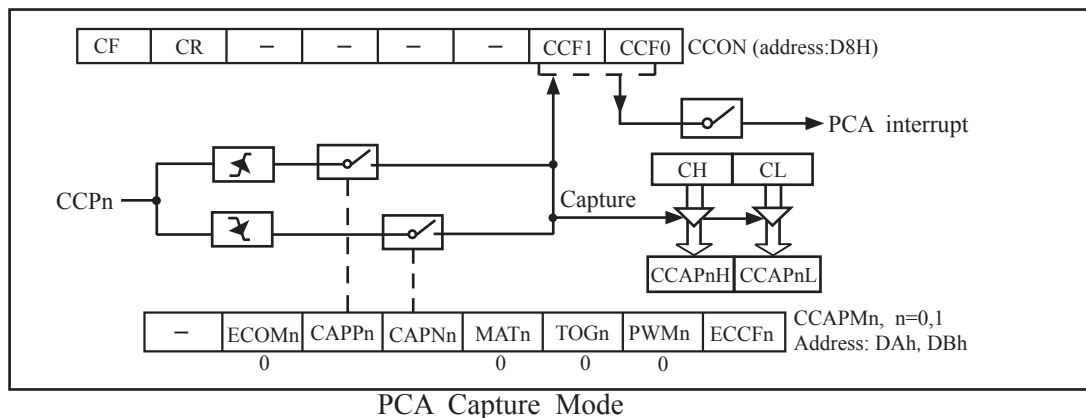 CF CR – – – – CCF1 CCF0 CCON (address:D8H)
PCA interrupt
CH CL
CCPn
Capture
CCAPnH CCAPnL
– ECOMn CAPPn CAPNn MATn TOGn PWMn ECCFn
CCAPMn, n=0,1
Address: DAh, DBh
0 0 0 0
PCA Capture Mode